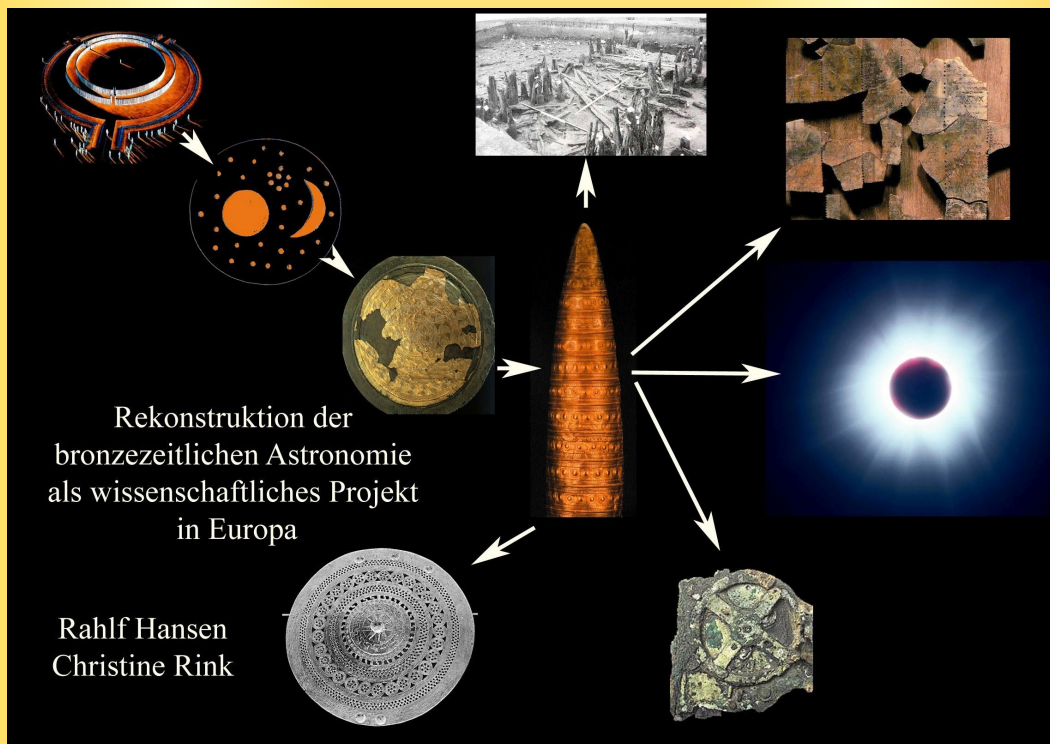 Rekonstruktion der
bronzezeitlichen Astronomie
als wissenschaftliches Projekt
in Europa
Rahlf Hansen
Christine Rink